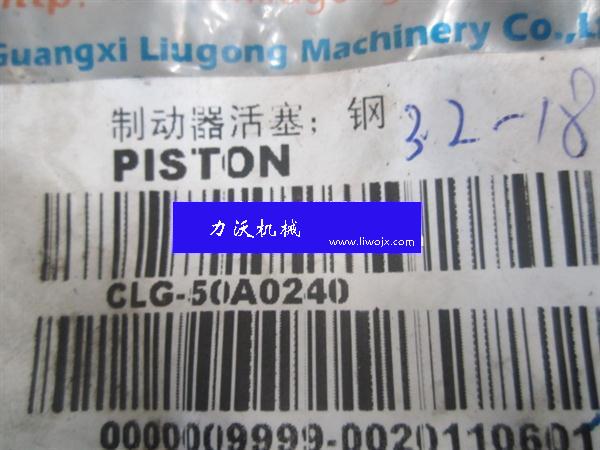 Guangxi Liugong Machinery Co.,L
制动器活塞; 钢 32-18
PISTON
力沃机械
www.liwojx.com
CLG-50A0240
0000009999-0020110601